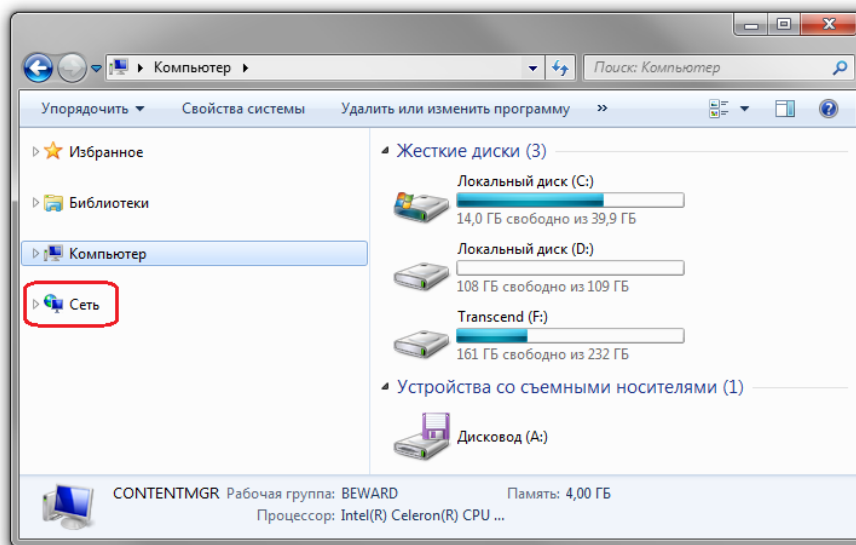 Компьютер
Поиск: Компьютер
Упорядочить Свойства системы Удалить или изменить программу »
Избранное
Библиотеки
Компьютер
Сеть
Жесткие диски (3)
Локальный диск (C:)
14,0 ГБ свободно из 39,9 ГБ
Локальный диск (D:)
108 ГБ свободно из 109 ГБ
Transcend (F:)
161 ГБ свободно из 232 ГБ
Устройства со съемными носителями (1)
Дисковод (A:)
CONTENTMGR Рабочая группа: BEWARD Память: 4,00 ГБ
Процессор: Intel(R) Celeron(R) CPU ...